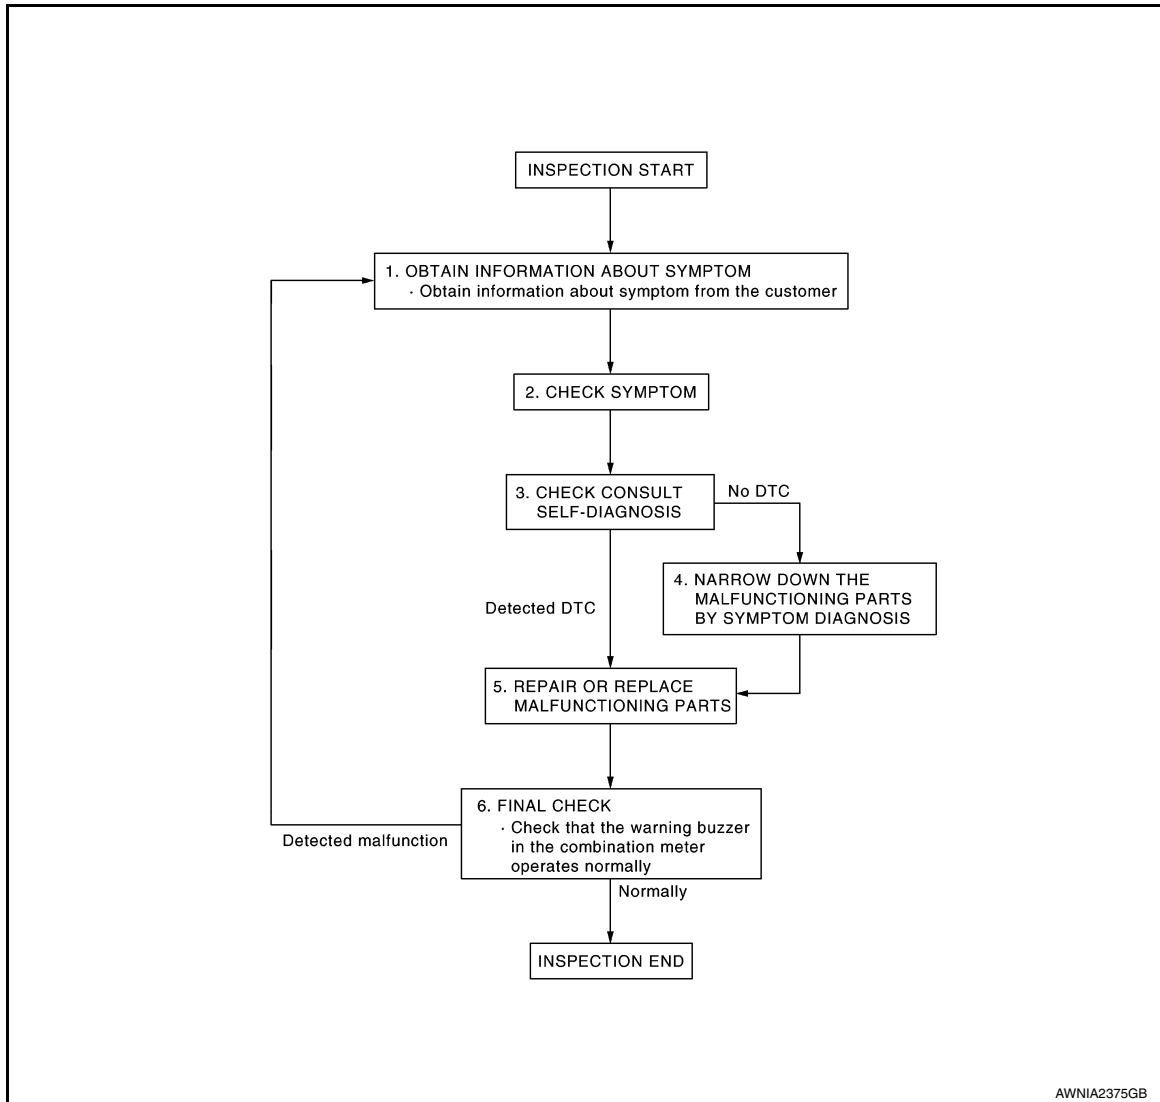 INSPECTION START
1. OBTAIN INFORMATION ABOUT SYMPTOM
· Obtain information about symptom from the customer
2. CHECK SYMPTOM
3. CHECK CONSULT
SELF-DIAGNOSIS
No DTC
4. NARROW DOWN THE
MALFUNCTIONING PARTS
BY SYMPTOM DIAGNOSIS
Detected DTC
5. REPAIR OR REPLACE
MALFUNCTIONING PARTS
6. FINAL CHECK
· Check that the warning buzzer
in the combination meter
operates normally
Detected malfunction
Normally
INSPECTION END
AWNIA2375GB